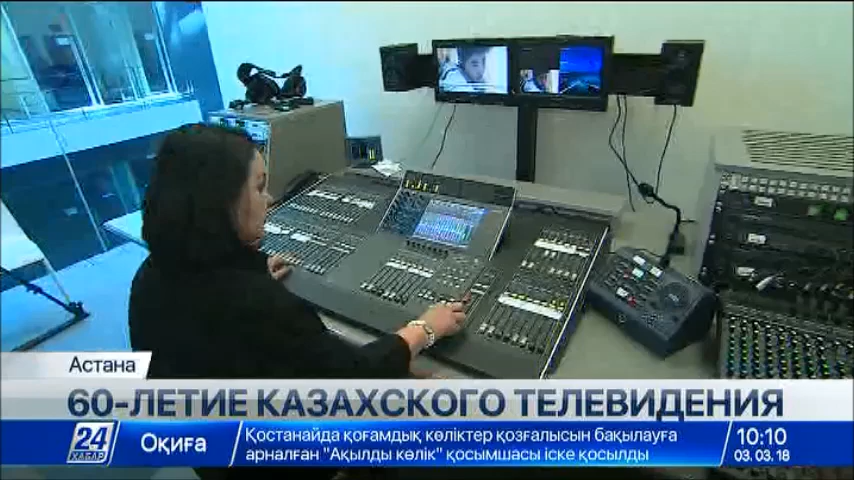 Астана
60-ЛЕТИЕ КАЗАХСКОГО ТЕЛЕВИДЕНИЯ
24
ХАБАР
Оқиға
Қостанайда қоғамдық көліктер қозғалысын бақылауға
арналған "Ақылды көлік" қосымшасы іске қосылды
10:10
03.03.18